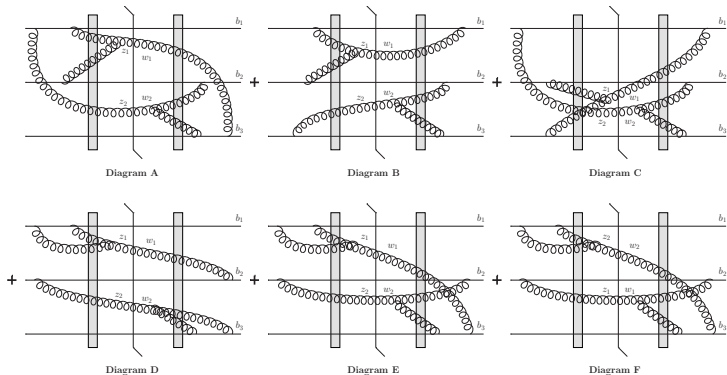 b₁
z₁ w₁
b₂
z₂ w₂
b₃
Diagram A
+
b₁
z₁ w₁
b₂
z₂ w₂
b₃
Diagram B
+
b₁
b₂
z₁ w₁
z₂ w₂
b₃
Diagram C
+
b₁
z₁ w₁
b₂
z₂ w₂
b₃
Diagram D
+
b₁
z₁ w₁
b₂
z₂ w₂
b₃
Diagram E
+
b₁
z₂ w₂
b₂
z₁ w₁
b₃
Diagram F